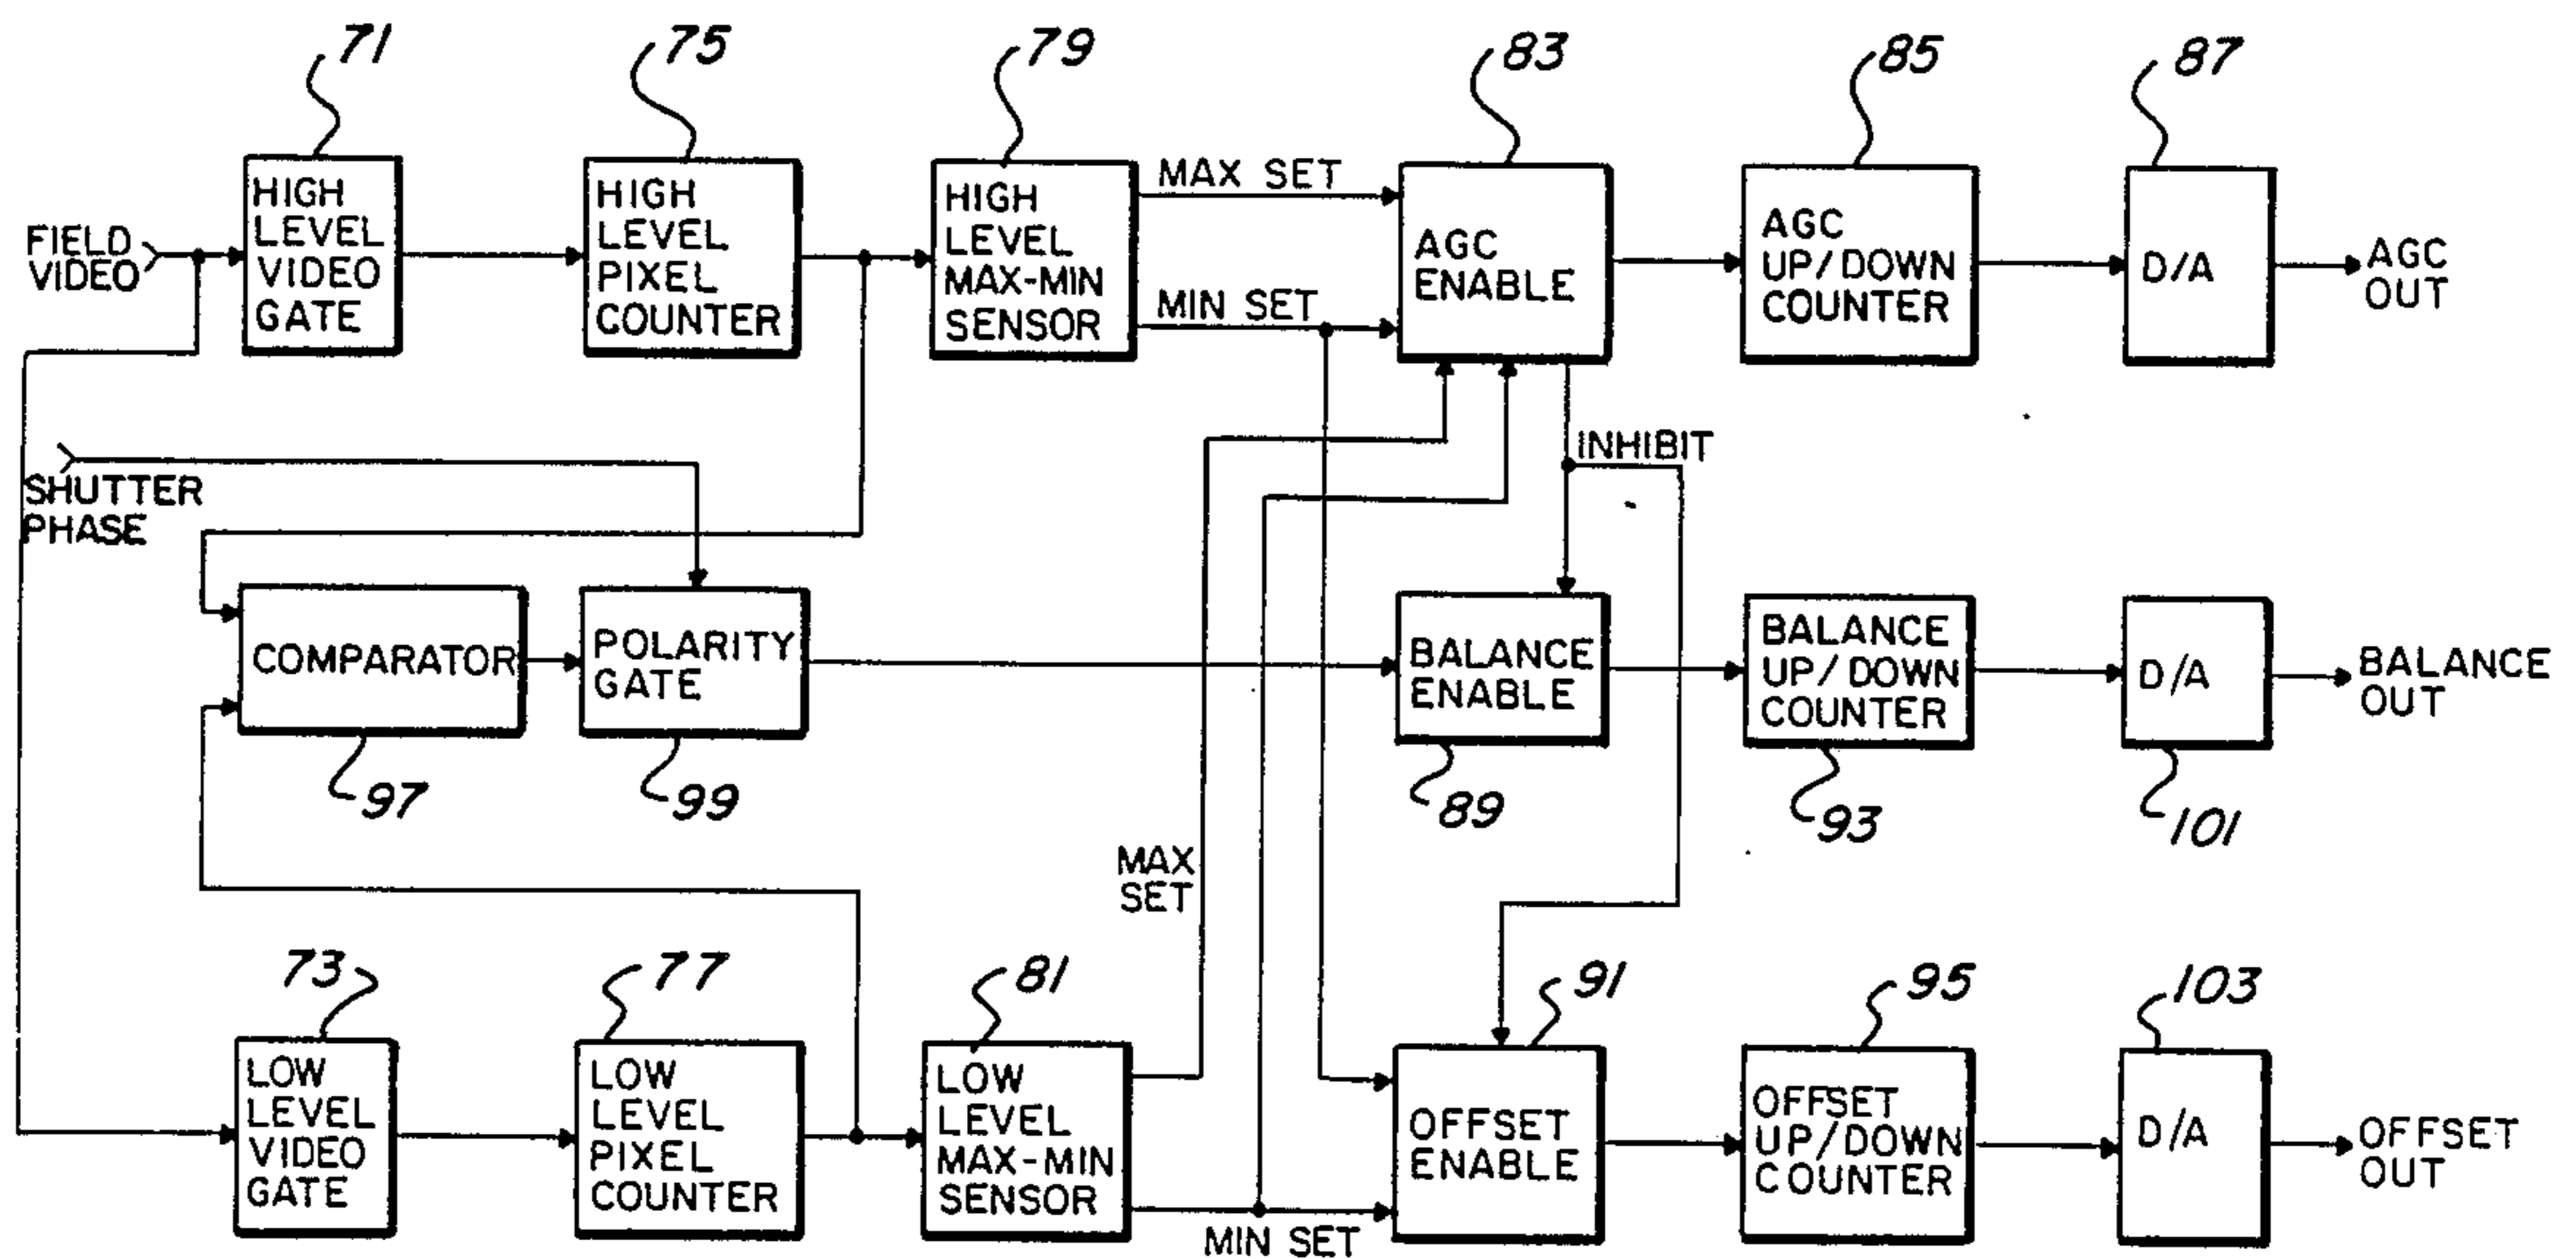 71
75
79
83
85
87
FIELD
VIDEO
HIGH
LEVEL
VIDEO
GATE
HIGH
LEVEL
PIXEL
COUNTER
HIGH
LEVEL
MAX-MIN
SENSOR
MAX SET
MIN SET
AGC
ENABLE
AGC
UP/DOWN
COUNTER
D/A
AGC
OUT
SHUTTER
PHASE
INHIBIT
COMPARATOR
POLARITY
GATE
BALANCE
ENABLE
BALANCE
UP/DOWN
COUNTER
D/A
BALANCE
OUT
97
99
89
93
101
MAX
SET
73
77
81
91
95
103
LOW
LEVEL
VIDEO
GATE
LOW
LEVEL
PIXEL
COUNTER
LOW
LEVEL
MAX-MIN
SENSOR
MIN SET
OFFSET
ENABLE
OFFSET
UP/DOWN
COUNTER
D/A
OFFSET
OUT